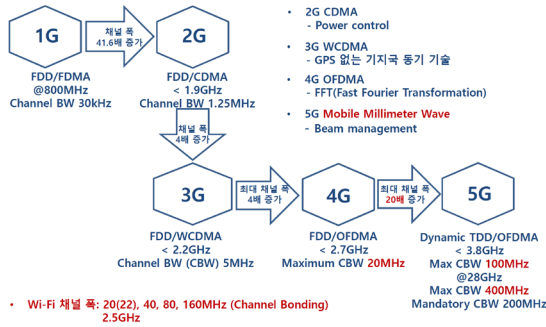 1G
채널 폭
41.6배 증가
2G
FDD/FDMA
@800MHz
Channel BW 30kHz
FDD/CDMA
< 1.9GHz
Channel BW 1.25MHz
• 2G CDMA
- Power control
• 3G WCDMA
- GPS 없는 기지국 동기 기술
• 4G OFDMA
- FFT(Fast Fourier Transformation)
• 5G Mobile Millimeter Wave
- Beam management
채널 폭
4배 증가
3G
최대 채널 폭
4배 증가
4G
최대 채널 폭
20배 증가
5G
FDD/WCDMA
< 2.2GHz
Channel BW (CBW) 5MHz
FDD/OFDMA
< 2.7GHz
Maximum CBW 20MHz
Dynamic TDD/OFDMA
< 3.8GHz
Max CBW 100MHz
@28GHz
Max CBW 400MHz
Mandatory CBW 200MHz
• Wi-Fi 채널 폭: 20(22), 40, 80, 160MHz (Channel Bonding)
2.5GHz